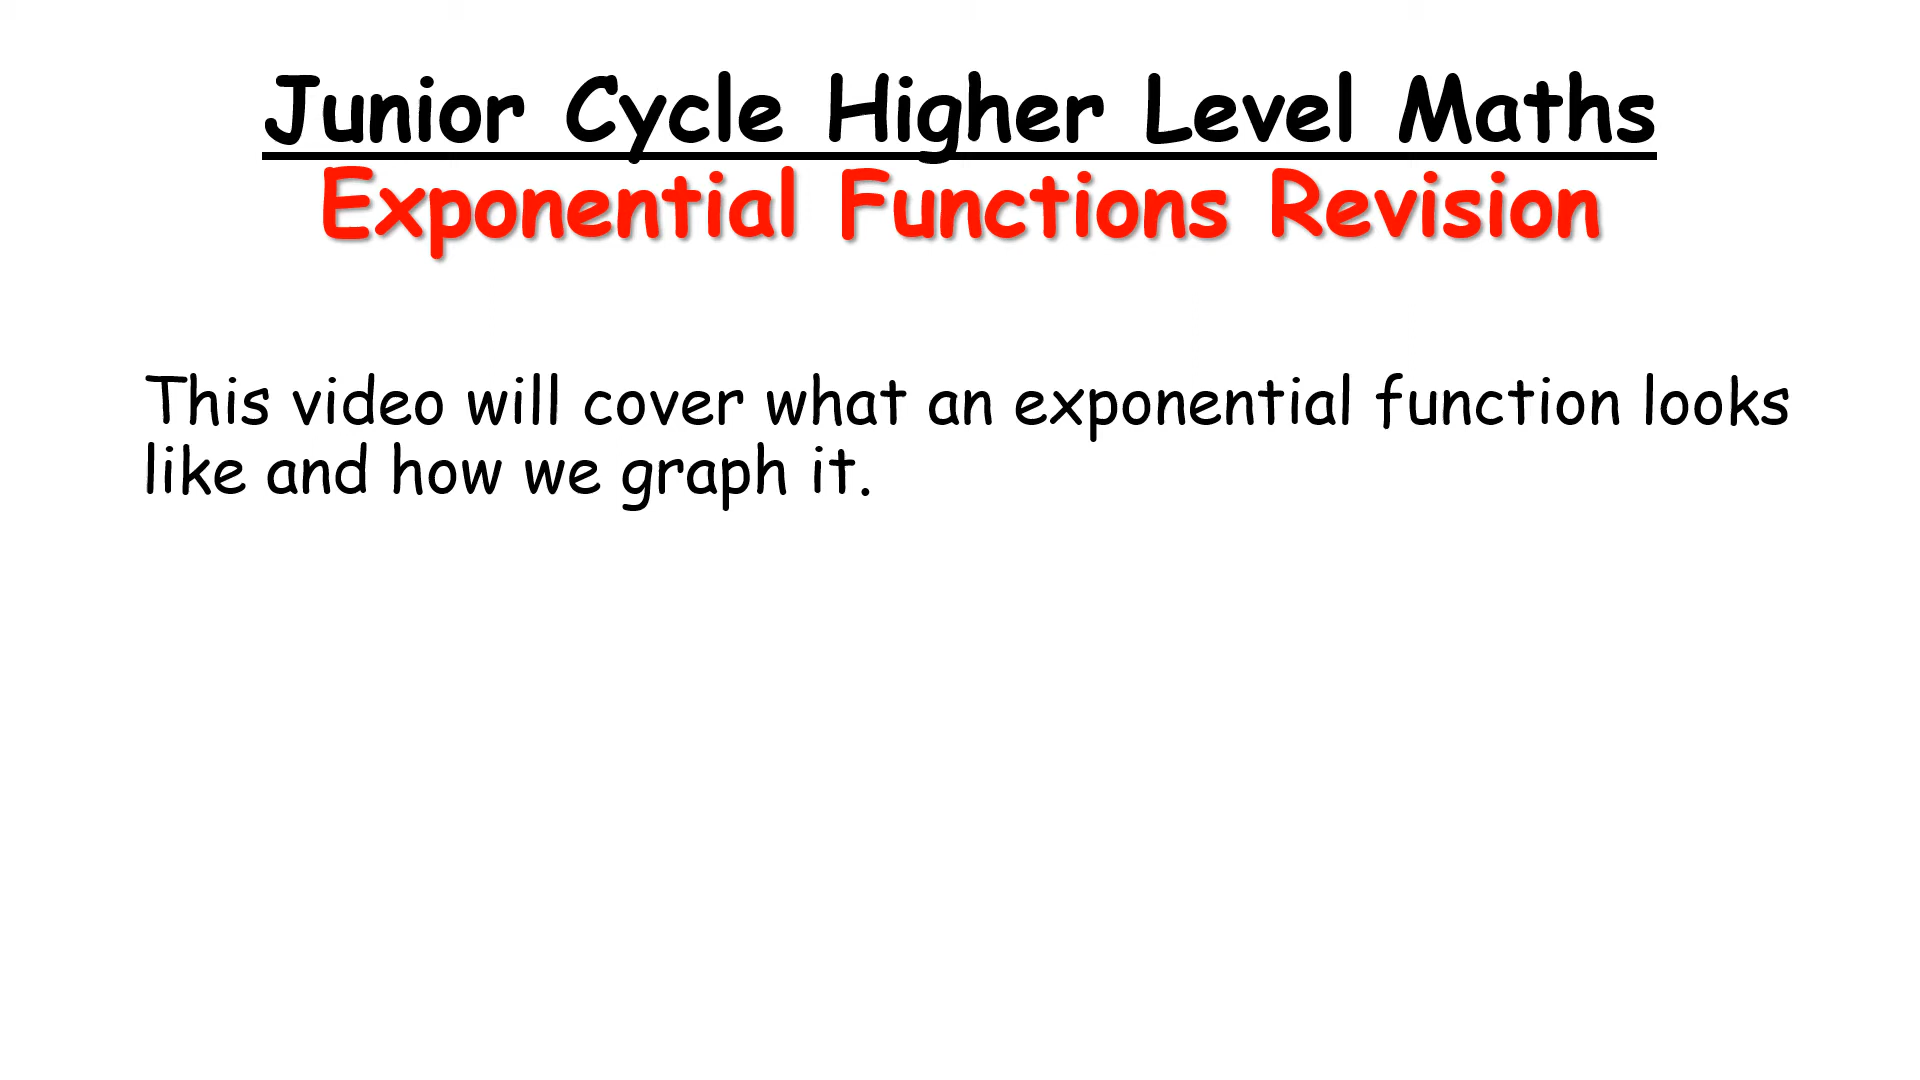 Junior Cycle Higher Level Maths
Exponential Functions Revision
This video will cover what an exponential function looks
like and how we graph it.